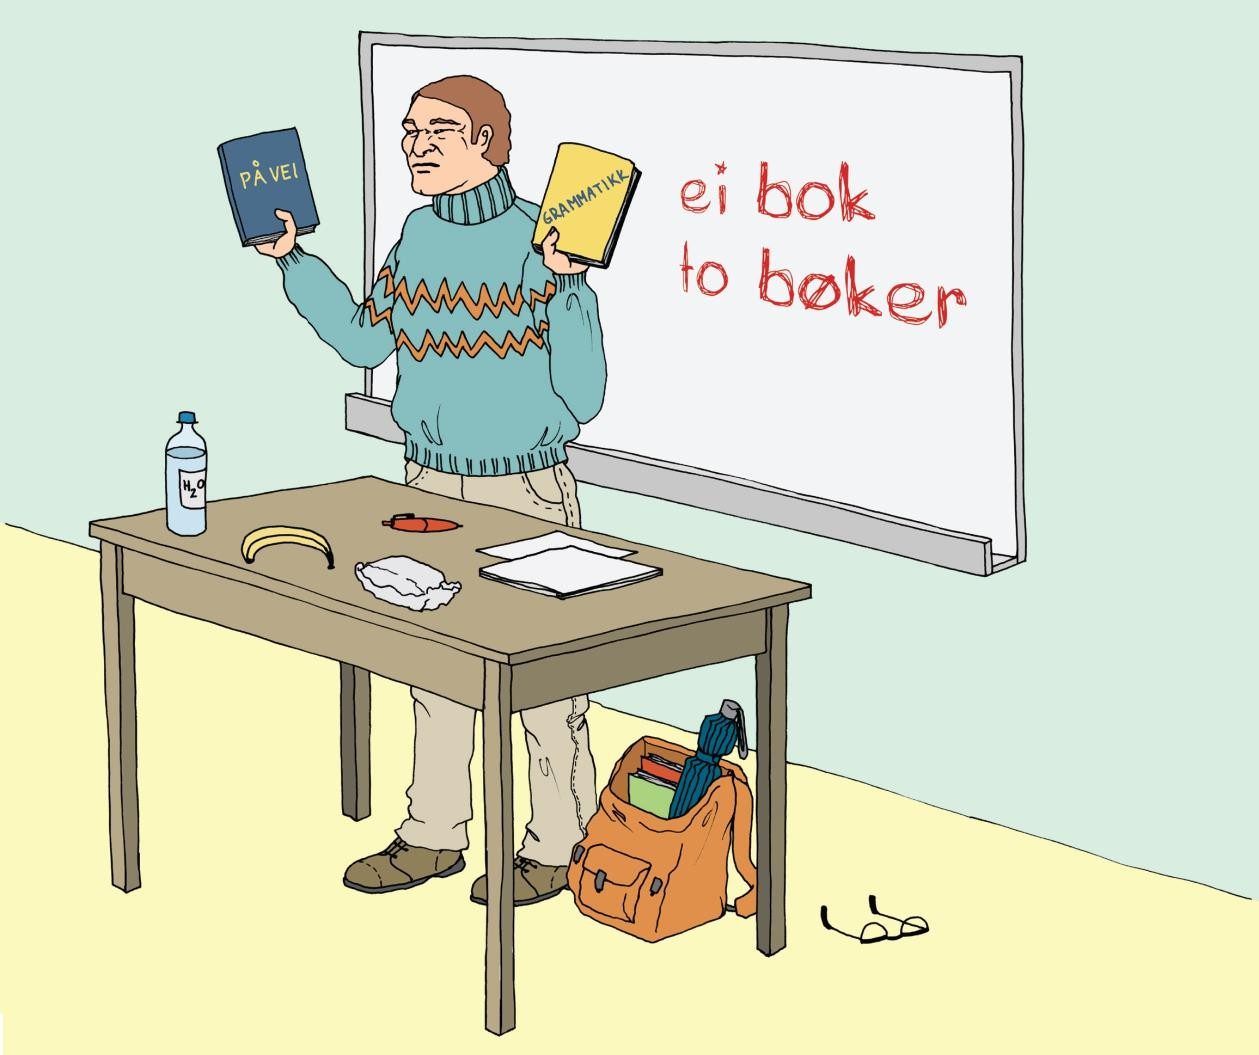 PÅ VEI
GRAMMATIKK
ei bok
to bøker
H₂O